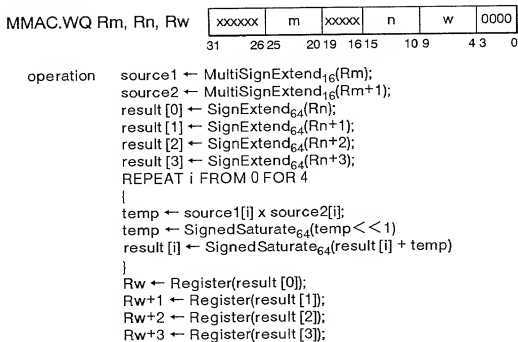 MMAC.WQ Rm, Rn, Rw xxxxxx m xxxxx n w 0000
31 26 25 20 19 16 15 10 9 4 3 0
operation source1 ← MultiSignExtend₁₆(Rm);
source2 ← MultiSignExtend₁₆(Rm+1);
result [0] ← SignExtend₆₄(Rn);
result [1] ← SignExtend₆₄(Rn+1);
result [2] ← SignExtend₆₄(Rn+2);
result [3] ← SignExtend₆₄(Rn+3);
REPEAT i FROM 0 FOR 4
{
temp ← source1[i] x source2[i];
temp ← SignedSaturate₆₄(temp<<1)
result [i] ← SignedSaturate₆₄(result [i] + temp)
}
Rw ← Register(result [0]);
Rw+1 ← Register(result [1]);
Rw+2 ← Register(result [2]);
Rw+3 ← Register(result [3]);